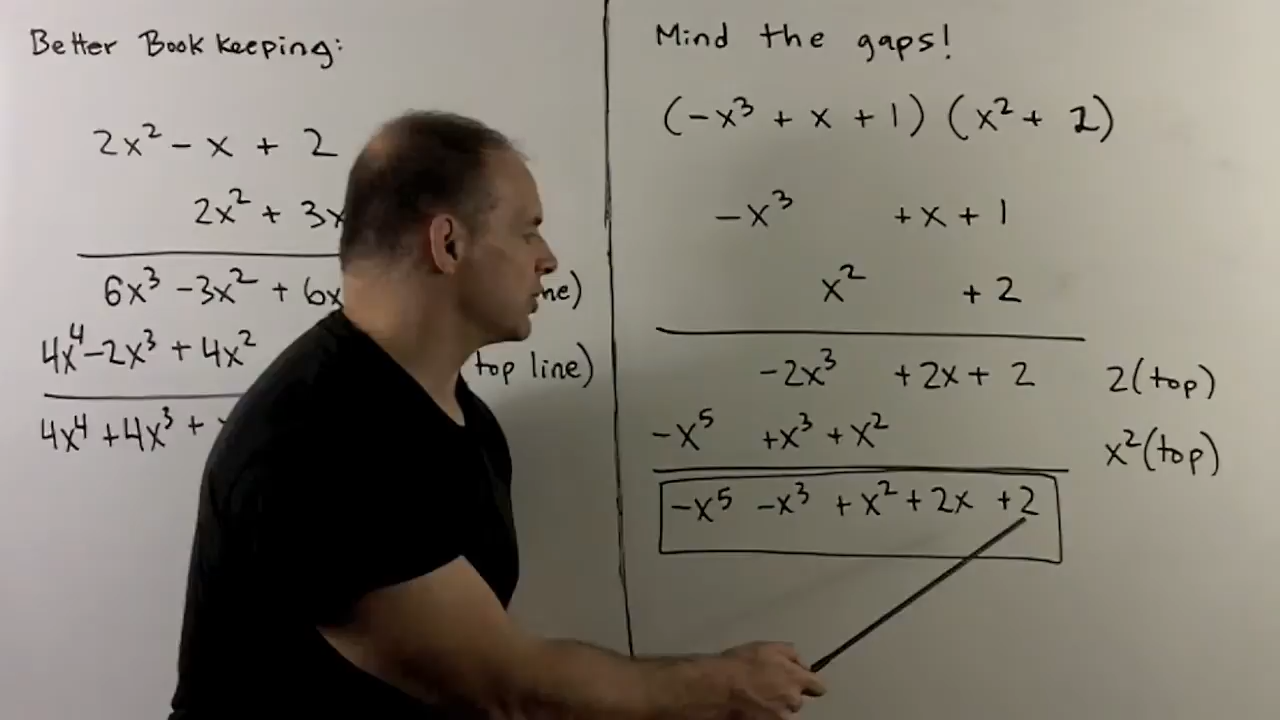 Better Bookkeeping:
2x² - x + 2
2x² + 3x
6x³ -3x² + 6x
4x⁴ -2x³ + 4x² top line)
4x⁴ +4x³ +
Mind the gaps!
(-x³ + x + 1) (x² + 2)
-x³ +x + 1
x² + 2
-2x³ +2x + 2 2(top)
-x⁵ +x³ + x² x²(top)
-x⁵ -x³ + x² + 2x +2